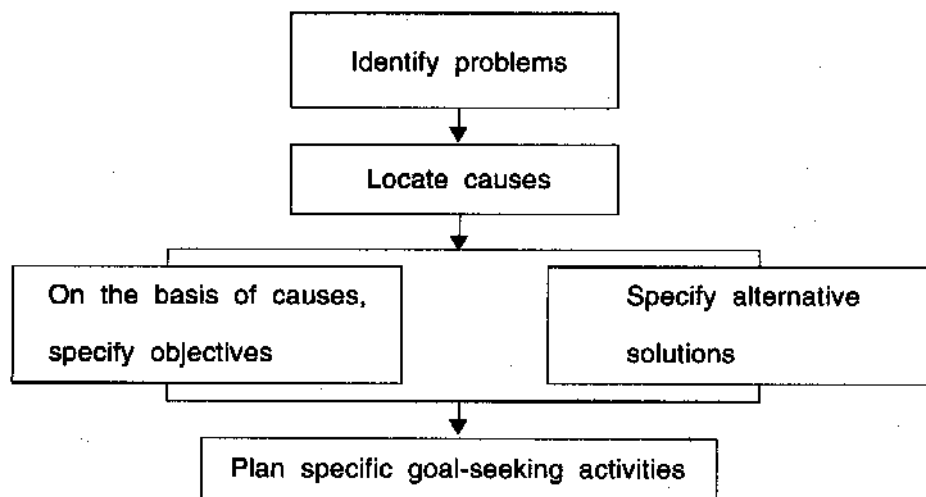 Identify problems
Locate causes
On the basis of causes,
specify objectives
Specify alternative
solutions
Plan specific goal-seeking activities